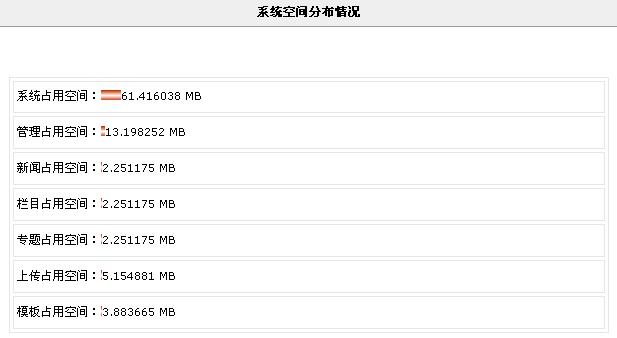 系统空间分布情况
系统占用空间：61.416038 MB
管理占用空间：13.198252 MB
新闻占用空间：2.251175 MB
栏目占用空间：2.251175 MB
专题占用空间：2.251175 MB
上传占用空间：5.154881 MB
模板占用空间：3.883665 MB